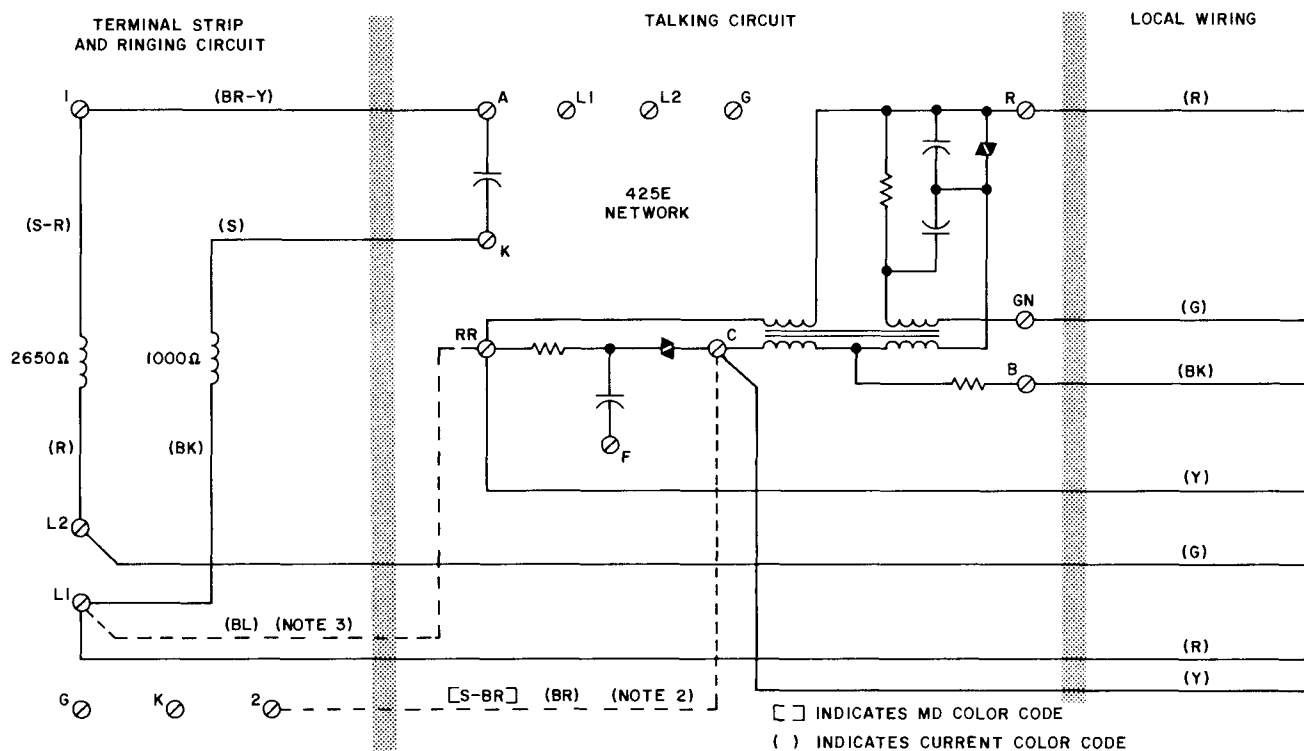 TERMINAL STRIP
AND RINGING CIRCUIT
TALKING CIRCUIT
LOCAL WIRING
1
(BR-Y)
A
L1
L2
G
R
(R)
425E
NETWORK
(S-R)
(S)
K
GN
(G)
RR
C
2650Ω
1000Ω
B
(BK)
(R)
(BK)
F
(Y)
L2
(G)
L1
(BL) (NOTE 3)
(R)
(Y)
G
K
2
[S-BR] (BR) (NOTE 2)
[ ] INDICATES MD COLOR CODE
( ) INDICATES CURRENT COLOR CODE